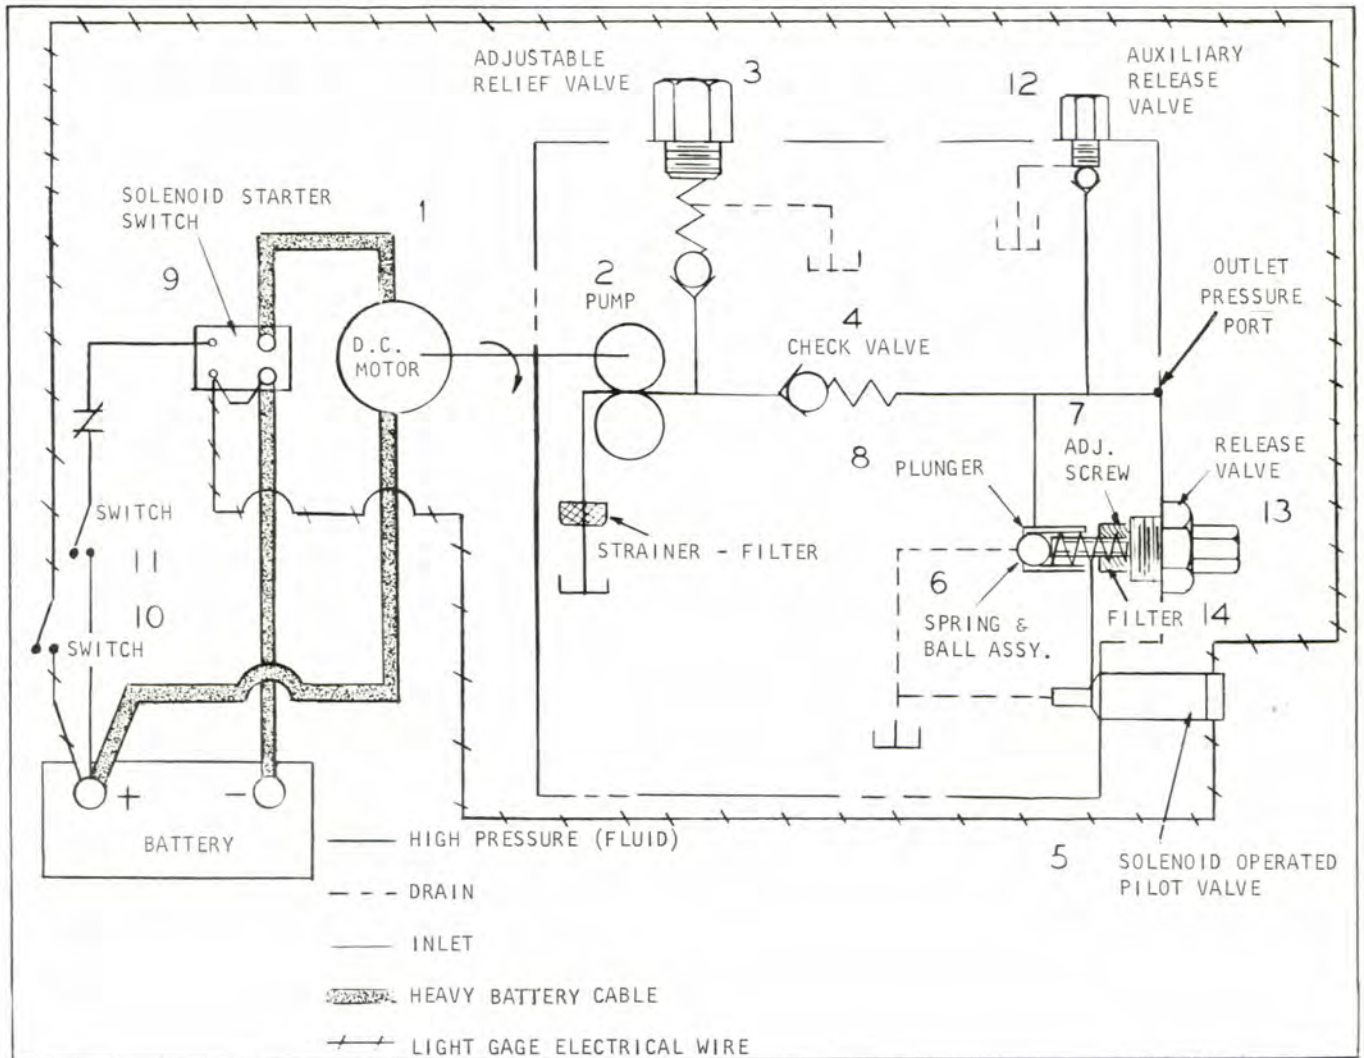 ADJUSTABLE
RELIEF VALVE
3
12
AUXILIARY
RELEASE
VALVE
SOLENOID STARTER
SWITCH
1
9
2
PUMP
OUTLET
PRESSURE
PORT
D.C.
MOTOR
4
CHECK VALVE
7
8
PLUNGER
ADJ.
SCREW
RELEASE
VALVE
13
SWITCH
11
STRAINER - FILTER
6
10
SWITCH
SPRING &
BALL ASSY.
FILTER
14
+
-
BATTERY
5
SOLENOID OPERATED
PILOT VALVE
HIGH PRESSURE (FLUID)
DRAIN
INLET
HEAVY BATTERY CABLE
LIGHT GAGE ELECTRICAL WIRE